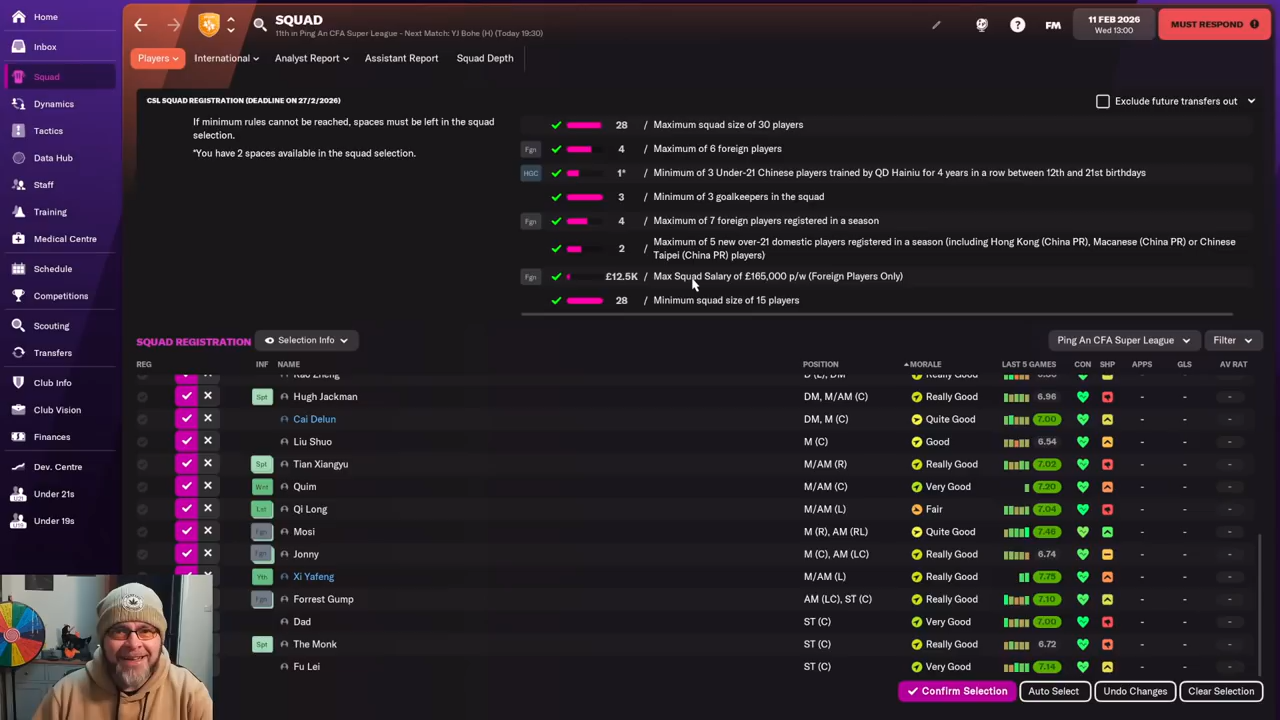 Home
Inbox
Squad
Dynamics
Tactics
Data Hub
Staff
Training
Medical Centre
Schedule
Competitions
Scouting
Transfers
Club Info
Club Vision
Finances
Dev. Centre
Under 21s
Under 19s
SQUAD
11th in Ping An CFA Super League - Next Match: YJ Bohe (H) (Today 19:30)
FM
11 FEB 2026
Wed 13:00
MUST RESPOND
Players
International
Analyst Report
Assistant Report
Squad Depth
CSL SQUAD REGISTRATION (DEADLINE ON 27/2/2026)
Exclude future transfers out
If minimum rules cannot be reached, spaces must be left in the squad
selection.
*You have 2 spaces available in the squad selection.
28 / Maximum squad size of 30 players
Fgn 4 / Maximum of 6 foreign players
HGC 1* / Minimum of 3 Under-21 Chinese players trained by QD Hainiu for 4 years in a row between 12th and 21st birthdays
3 / Minimum of 3 goalkeepers in the squad
Fgn 4 / Maximum of 7 foreign players registered in a season
2 / Maximum of 5 new over-21 domestic players registered in a season (including Hong Kong (China PR), Macanese (China PR) or Chinese
Taipei (China PR) players)
Fgn £12.5K / Max Squad Salary of £165,000 p/w (Foreign Players Only)
28 / Minimum squad size of 15 players
SQUAD REGISTRATION
Selection Info
Ping An CFA Super League
Filter
REG INF NAME POSITION MORALE LAST 5 GAMES CON SHP APPS GLS AV RAT
D (L), DM Really Good
Spt Hugh Jackman DM, M/AM (C) Really Good 6.96 - - -
Cai Delun DM, M (C) Quite Good 7.00 - - -
Liu Shuo M (C) Good 6.54 - - -
Spt Tian Xiangyu M/AM (R) Really Good 7.02 - - -
Wnt Quim M/AM (C) Very Good 7.20 - - -
Lst Qi Long M/AM (L) Fair 7.04 - - -
Fgn Mosi M (R), AM (RL) Quite Good 7.46 - - -
Fgn Jonny M (C), AM (LC) Really Good 6.74 - - -
Yth Xi Yafeng M/AM (L) Really Good 7.75 - - -
Fgn Forrest Gump AM (LC), ST (C) Really Good 7.10 - - -
Dad ST (C) Very Good 7.00 - - -
Spt The Monk ST (C) Really Good 6.72 - - -
Fu Lei ST (C) Very Good 7.14 - - -
Confirm Selection
Auto Select
Undo Changes
Clear Selection